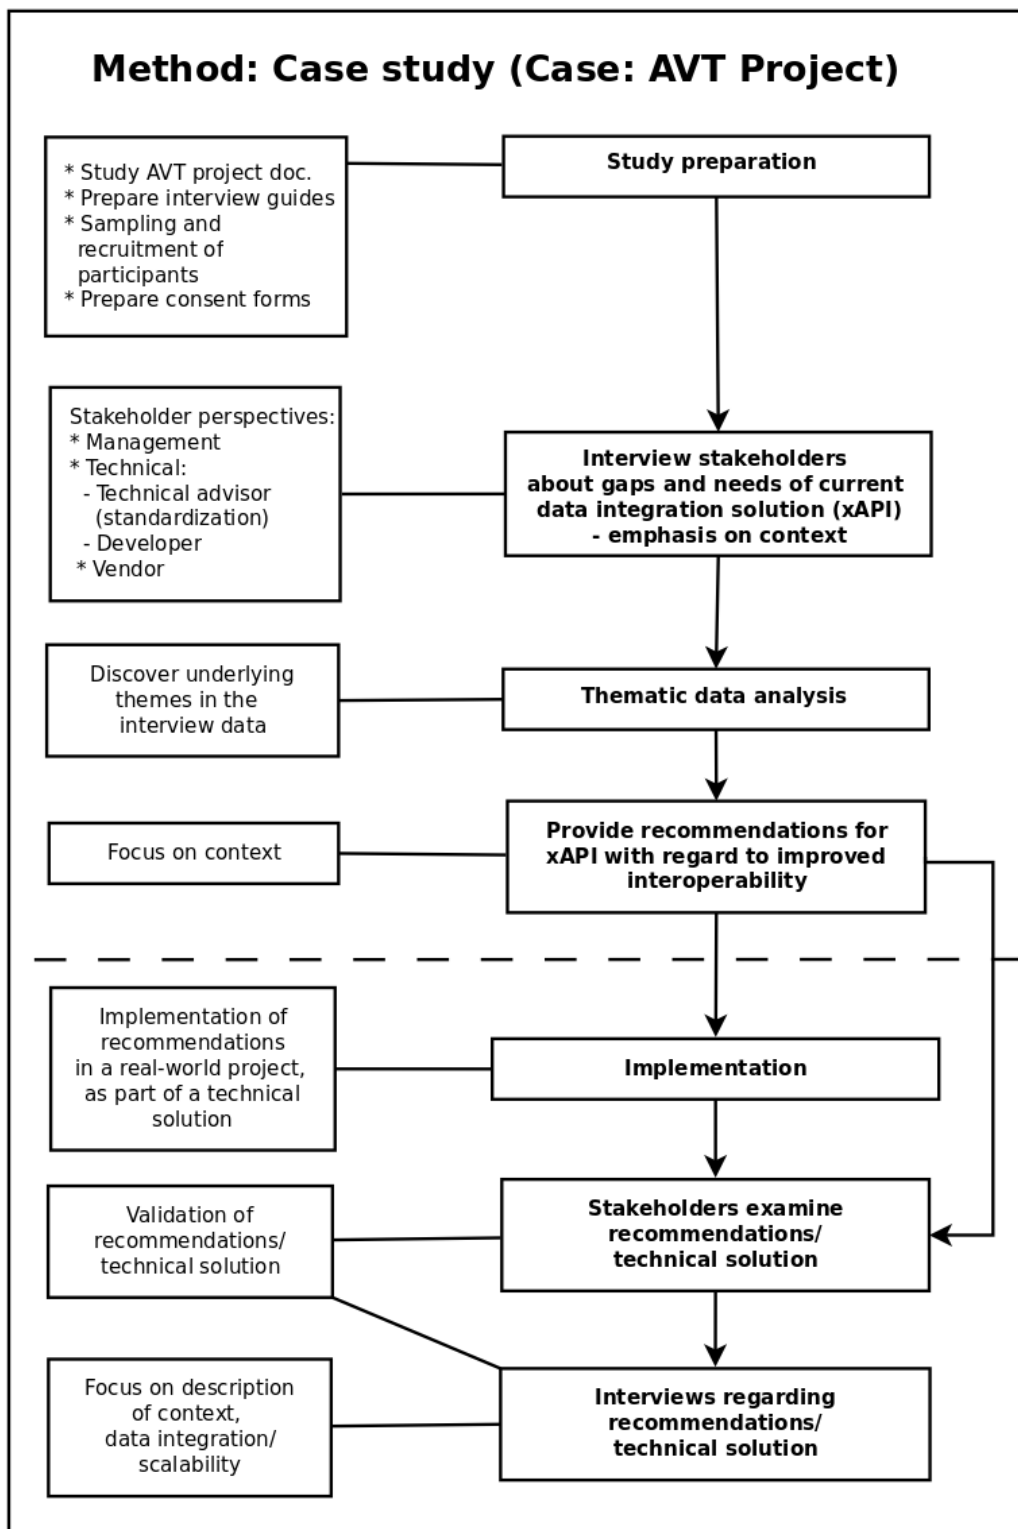 Method: Case study (Case: AVT Project)
* Study AVT project doc.
* Prepare interview guides
* Sampling and
recruitment of
participants
* Prepare consent forms
Study preparation
Stakeholder perspectives:
* Management
* Technical:
- Technical advisor
(standardization)
- Developer
* Vendor
Interview stakeholders
about gaps and needs of current
data integration solution (xAPI)
- emphasis on context
Discover underlying
themes in the
interview data
Thematic data analysis
Focus on context
Provide recommendations for
xAPI with regard to improved
interoperability
Implementation of
recommendations
in a real-world project,
as part of a technical
solution
Implementation
Validation of
recommendations/
technical solution
Stakeholders examine
recommendations/
technical solution
Focus on description
of context,
data integration/
scalability
Interviews regarding
recommendations/
technical solution